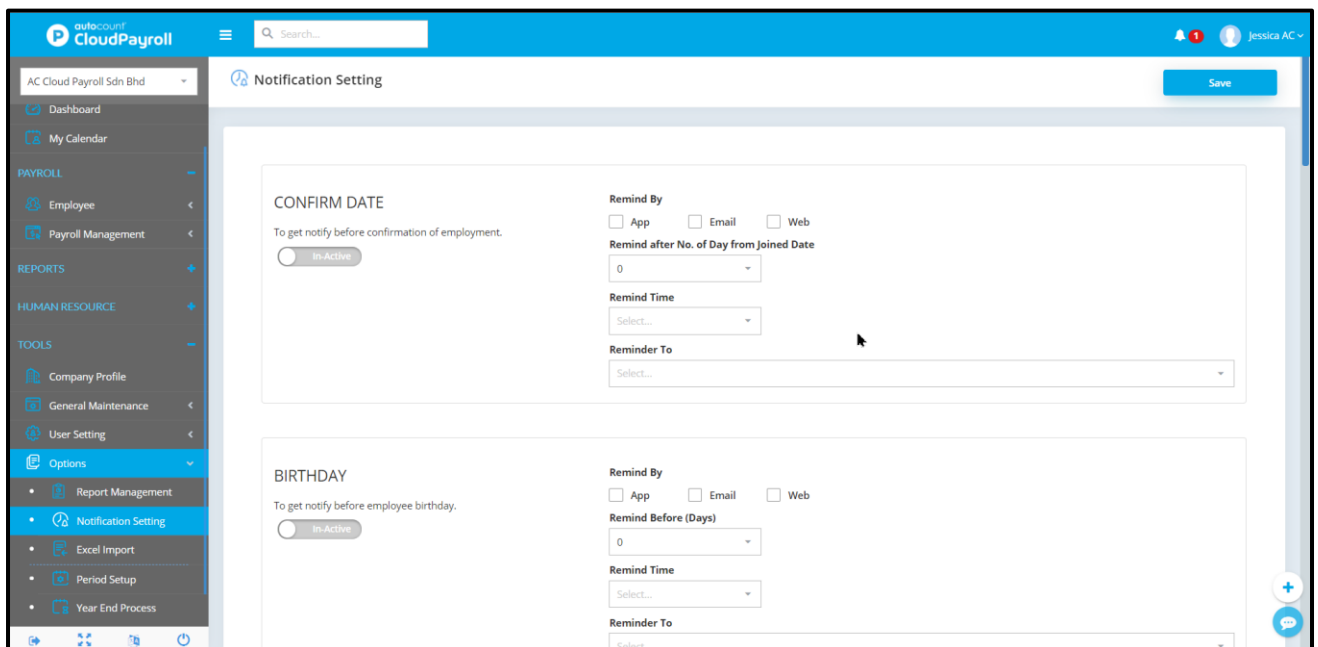 autocount
CloudPayroll
Search...
1
Jessica AC
AC Cloud Payroll Sdn Bhd
Notification Setting
Save
Dashboard
My Calendar
PAYROLL
Employee
Payroll Management
REPORTS
HUMAN RESOURCE
TOOLS
Company Profile
General Maintenance
User Setting
Options
Report Management
Notification Setting
Excel Import
Period Setup
Year End Process
CONFIRM DATE
To get notify before confirmation of employment.
In-Active
Remind By
App Email Web
Remind after No. of Day from Joined Date
0
Remind Time
Select...
Reminder To
Select...
BIRTHDAY
To get notify before employee birthday.
In-Active
Remind By
App Email Web
Remind Before (Days)
0
Remind Time
Select...
Reminder To
Select...